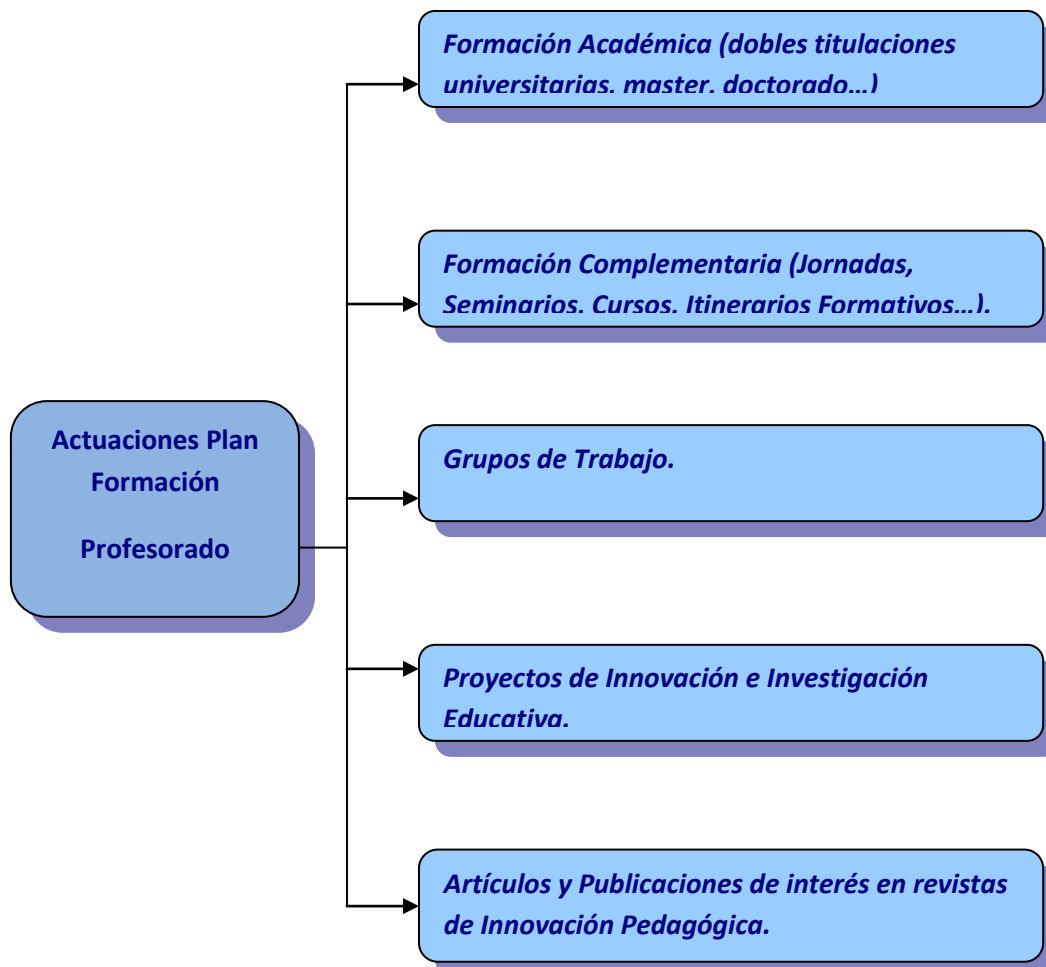 Formación Académica (dobles titulaciones
universitarias, master, doctorado...)
Formación Complementaria (Jornadas,
Seminarios, Cursos, Itinerarios Formativos...).
Actuaciones Plan
Formación
Profesorado
Grupos de Trabajo.
Proyectos de Innovación e Investigación
Educativa.
Artículos y Publicaciones de interés en revistas
de Innovación Pedagógica.